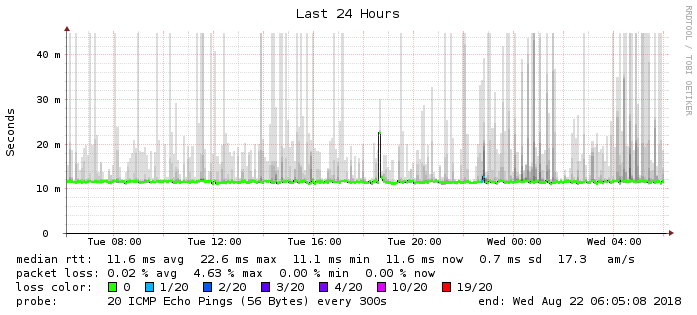 Last 24 Hours
RRDTOOL / TOBI OETIKER
Seconds
40 m
30 m
20 m
10 m
0
Tue 08:00 Tue 12:00 Tue 16:00 Tue 20:00 Wed 00:00 Wed 04:00
median rtt: 11.6 ms avg 22.6 ms max 11.1 ms min 11.6 ms now 0.7 ms sd 17.3 am/s
packet loss: 0.02 % avg 4.63 % max 0.00 % min 0.00 % now
loss color: 0 1/20 2/20 3/20 4/20 10/20 19/20
probe: 20 ICMP Echo Pings (56 Bytes) every 300s end: Wed Aug 22 06:05:08 2018